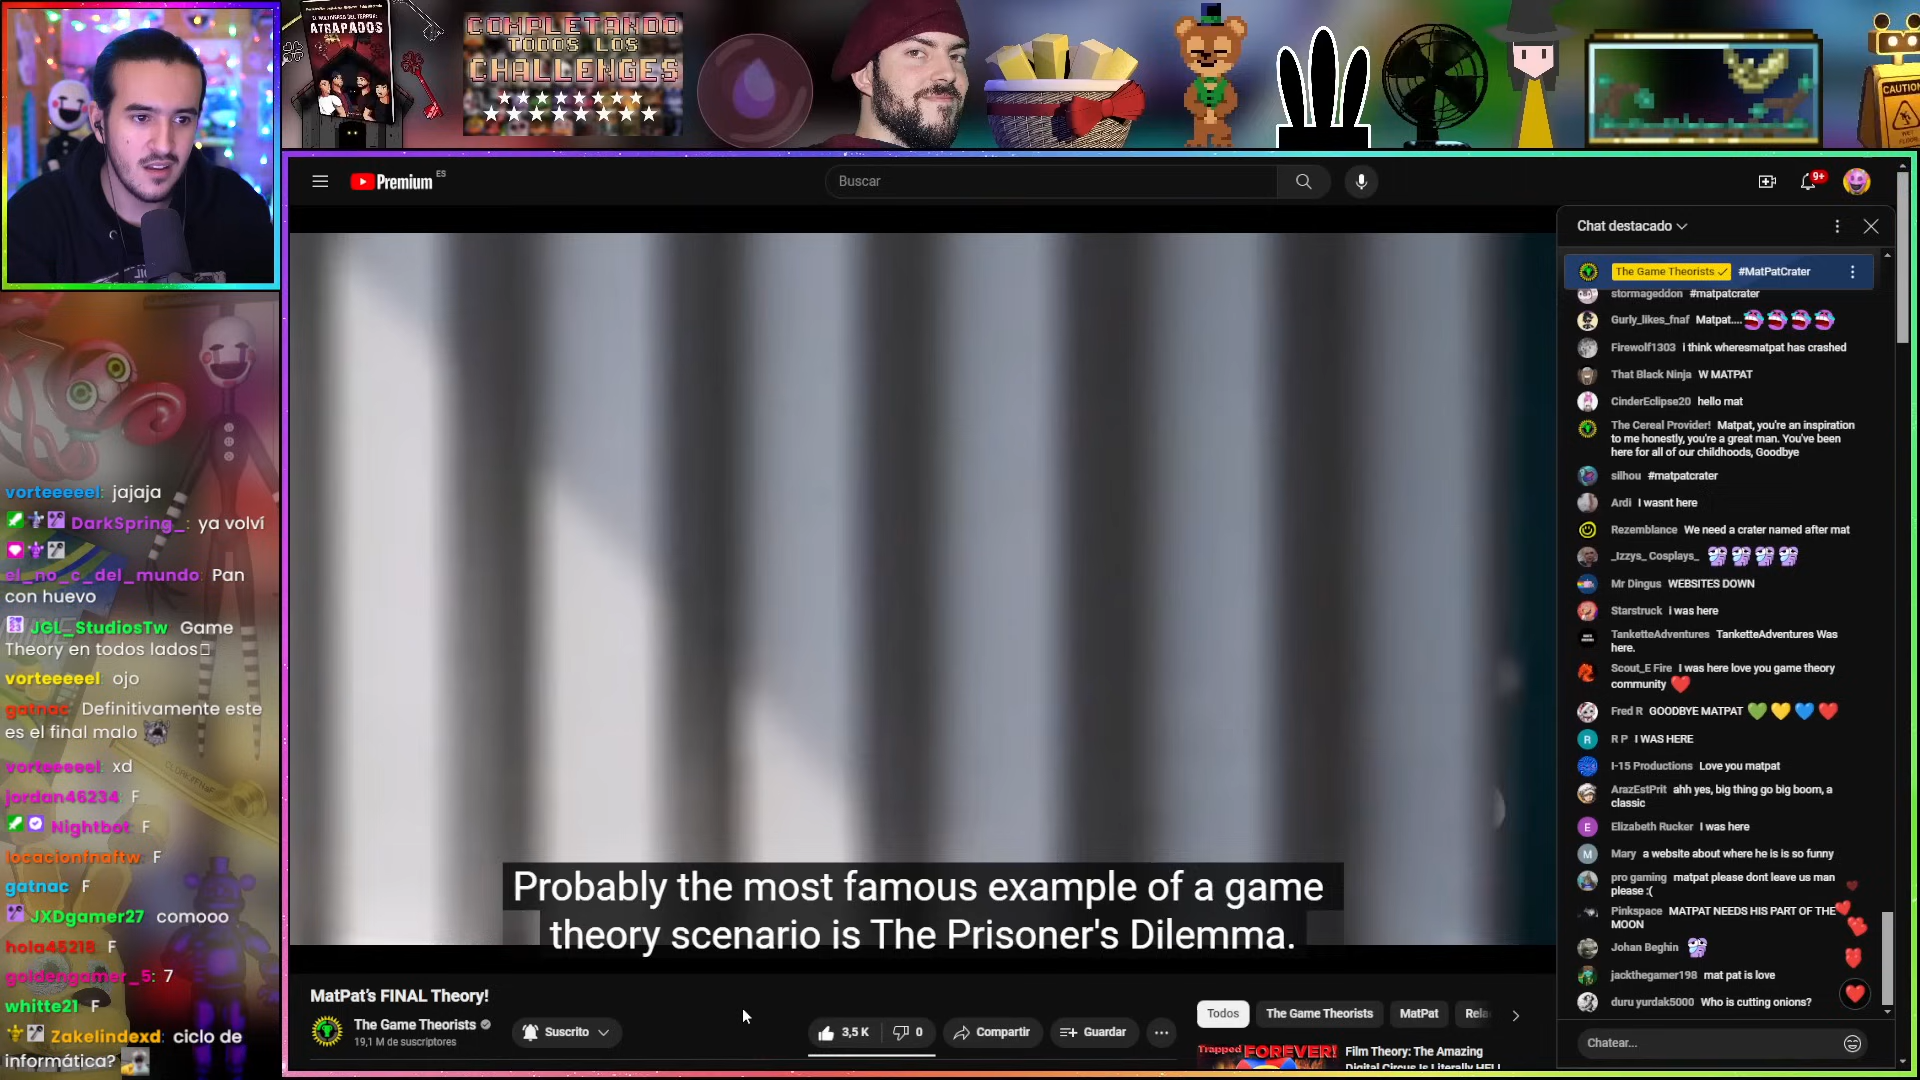 EL MULTIVERSO DEL TERROR:
ATRAPADOS
COMPLETANDO
TODOS LOS
CHALLENGES
CAUTION
Premium ES
Buscar
9+
Chat destacado
The Game Theorists #MatPatCrater
stormageddon #matpatcrater
Gurly_likes_fnaf Matpat....
Firewolf1303 i think wheresmatpat has crashed
That Black Ninja W MATPAT
CinderEclipse20 hello mat
The Cereal Provider! Matpat, you're an inspiration
to me honestly, you're a great man. You've been
here for all of our childhoods, Goodbye
silhou #matpatcrater
Ardi I wasnt here
Rezemblance We need a crater named after mat
_Izzys_Cosplays_
Mr Dingus WEBSITES DOWN
Starstruck i was here
TanketteAdventures TanketteAdventures Was
here.
Scout_E Fire I was here love you game theory
community
Fred R GOODBYE MATPAT
R R P I WAS HERE
I-15 Productions Love you matpat
ArazEstPrit ahh yes, big thing go big boom, a
classic
E Elizabeth Rucker I was here
M Mary a website about where he is is so funny
pro gaming matpat please dont leave us man
please :(
Pinkspace MATPAT NEEDS HIS PART OF THE
MOON
Johan Beghin
jackthegamer198 mat pat is love
duru yurdak5000 Who is cutting onions?
Chatear...
vorteeeeel: jajaja
DarkSpring_: ya volví
el_no_c_del_mundo: Pan
con huevo
JGL_StudiosTw Game
Theory en todos lados
vorteeeeel: ojo
gatnac: Definitivamente este
es el final malo
vorteeeeel: xd
jordan46234: F
Nightbot: F
locacionfnaftw: F
gatnac F
JXDgamer27 comooo
hola45218 F
goldengamer_5: 7
whitte21 F
Zakelindexd: ciclo de
informática?
Probably the most famous example of a game
theory scenario is The Prisoner's Dilemma.
MatPat's FINAL Theory!
The Game Theorists
19,1 M de suscriptores
Suscrito
3,5 K
0
Compartir
Guardar
Todos
The Game Theorists
MatPat
Trapped FOREVER!
Film Theory: The Amazing
Digital Circus Is Literally HELL